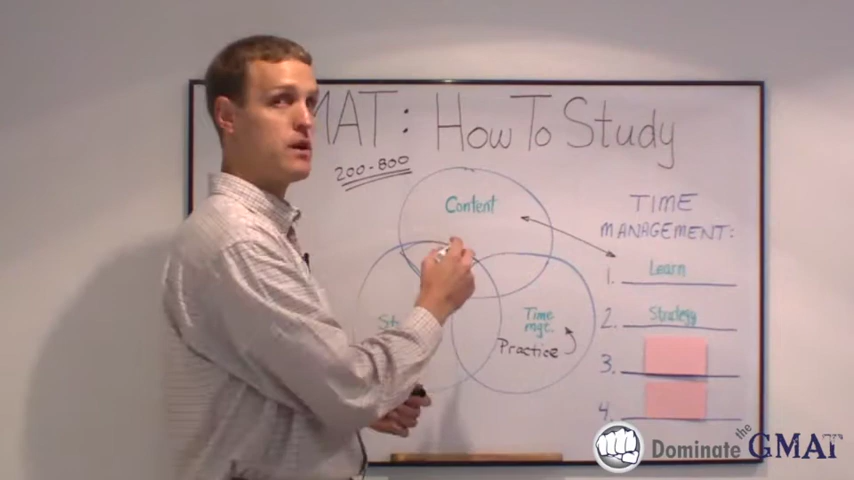 MAT: How To Study
200-800
Content
TIME
MANAGEMENT:
1. Learn
2. Strategy
3.
4.
St
Time
mgt.
Practice
Dominate the GMAT